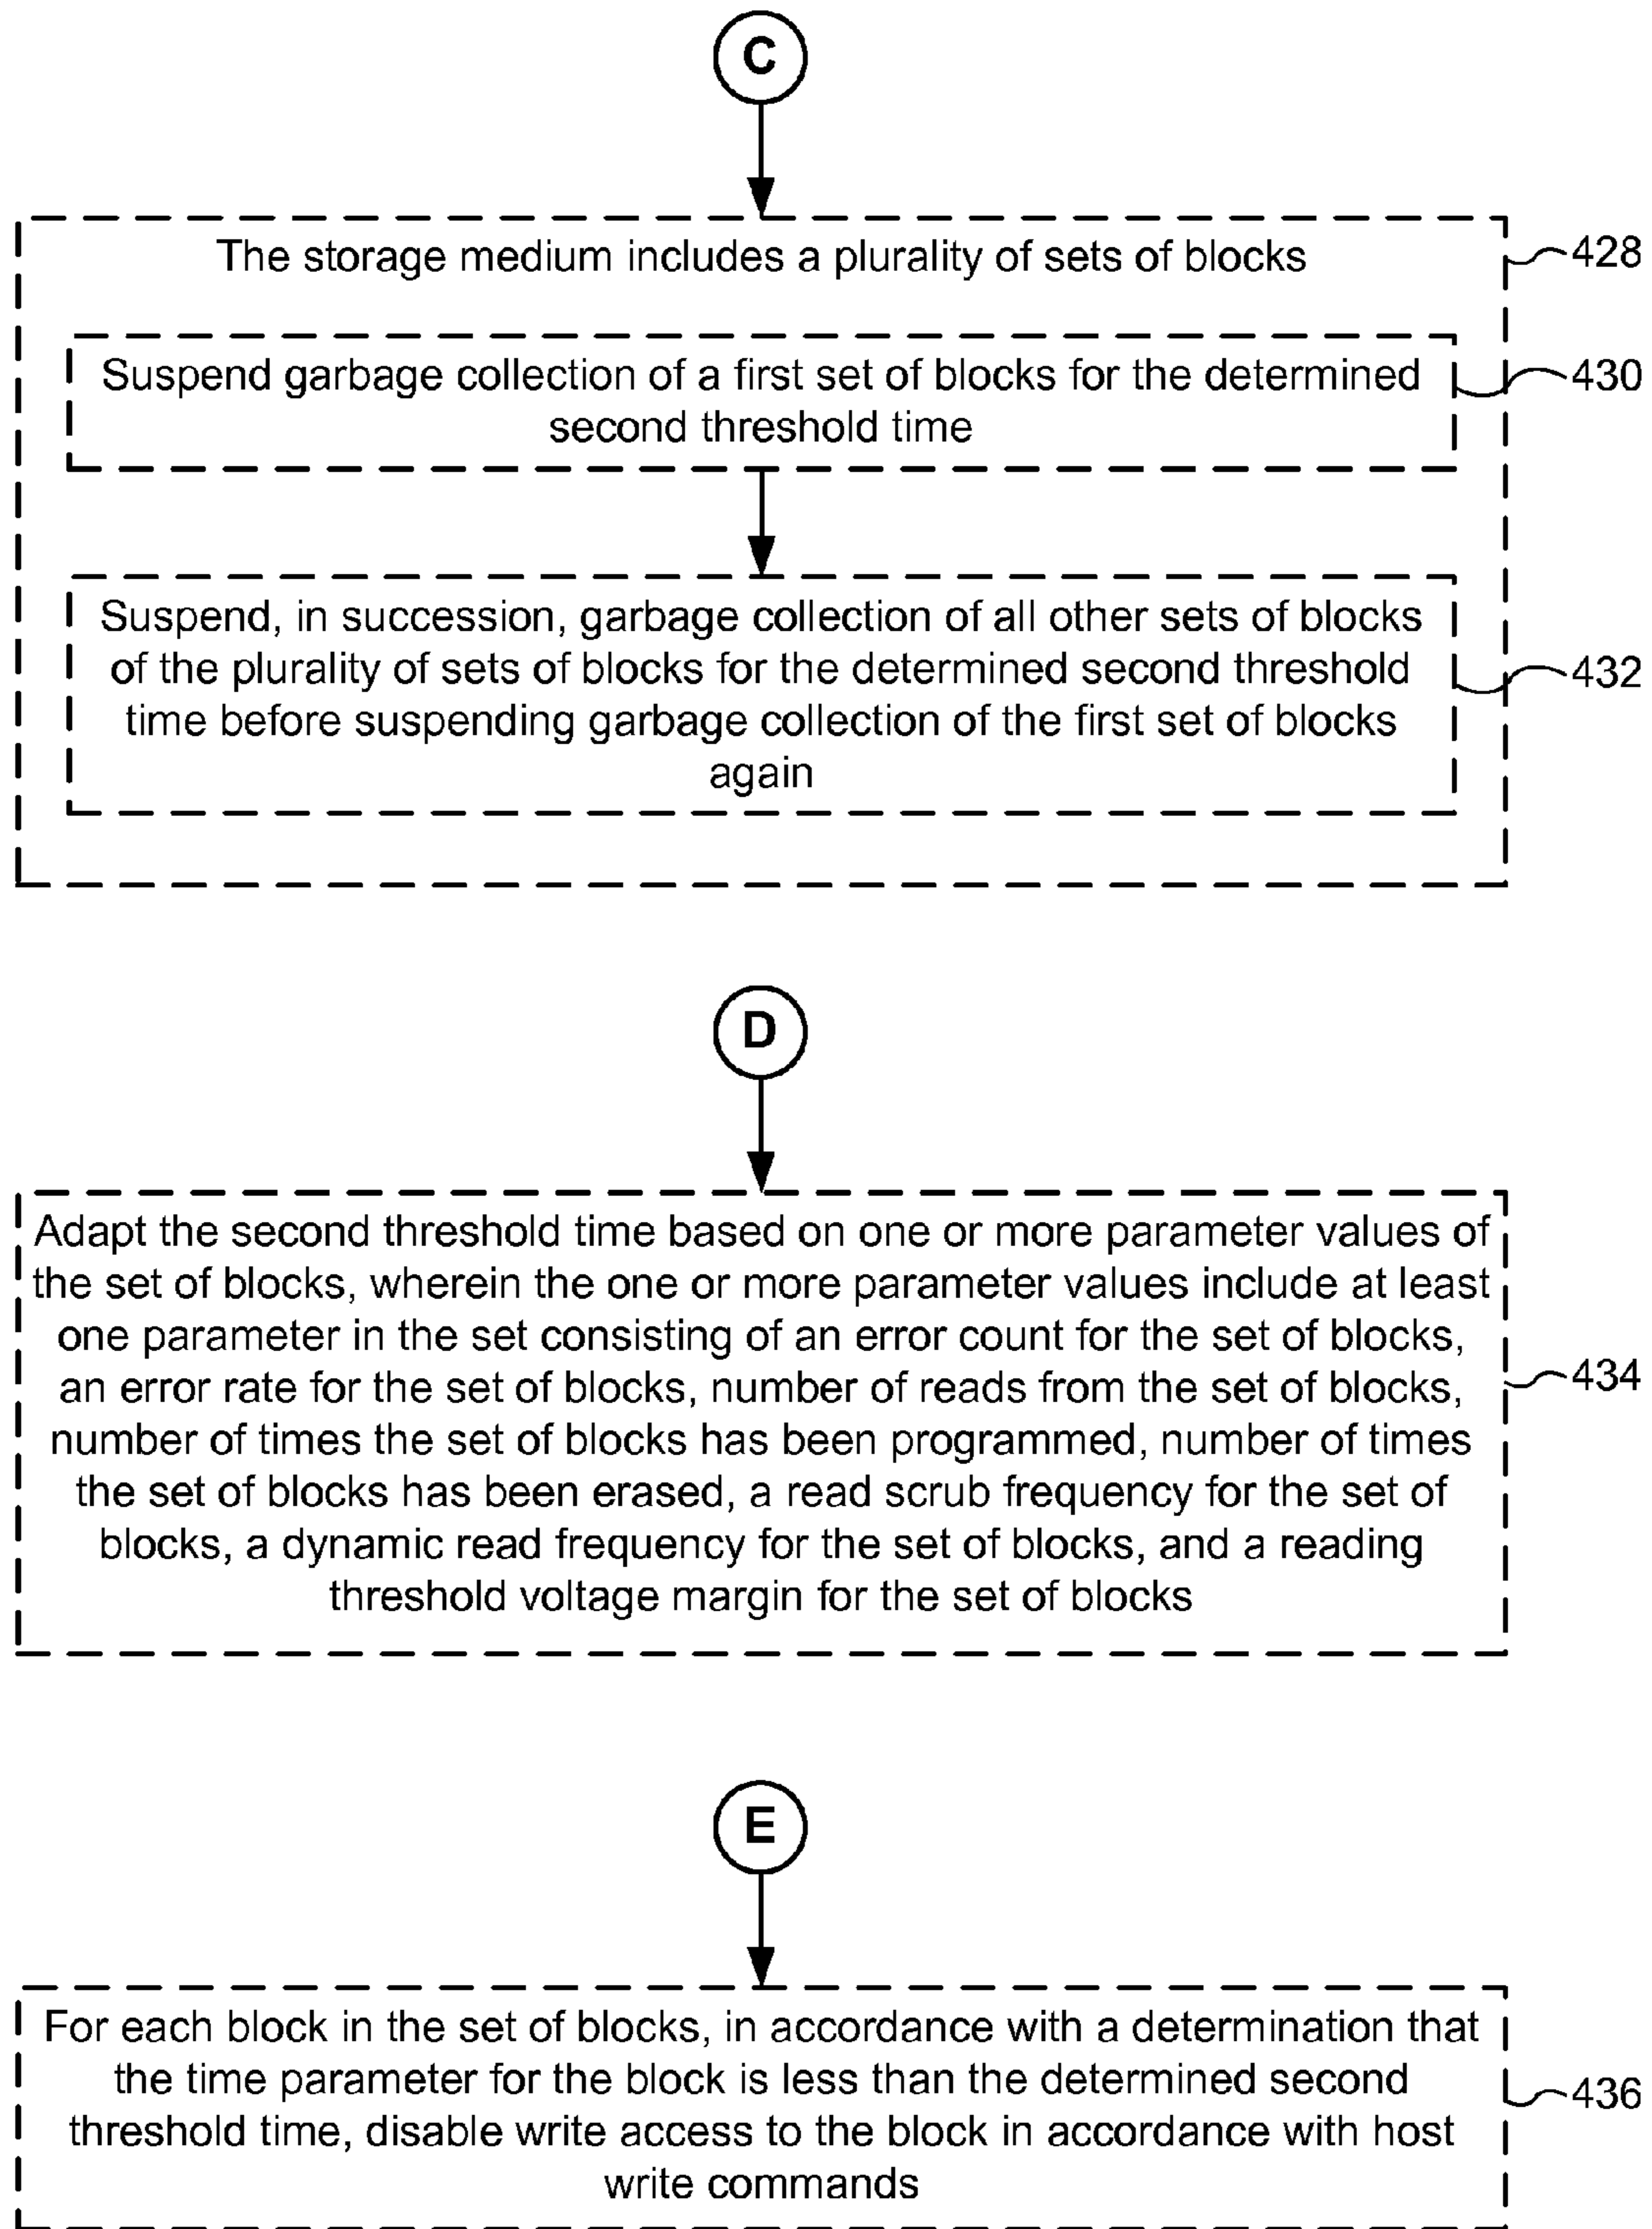 C
The storage medium includes a plurality of sets of blocks
428
Suspend garbage collection of a first set of blocks for the determined
second threshold time
430
Suspend, in succession, garbage collection of all other sets of blocks
of the plurality of sets of blocks for the determined second threshold
time before suspending garbage collection of the first set of blocks
again
432
D
Adapt the second threshold time based on one or more parameter values of
the set of blocks, wherein the one or more parameter values include at least
one parameter in the set consisting of an error count for the set of blocks,
an error rate for the set of blocks, number of reads from the set of blocks,
number of times the set of blocks has been programmed, number of times
the set of blocks has been erased, a read scrub frequency for the set of
blocks, a dynamic read frequency for the set of blocks, and a reading
threshold voltage margin for the set of blocks
434
E
For each block in the set of blocks, in accordance with a determination that
the time parameter for the block is less than the determined second
threshold time, disable write access to the block in accordance with host
write commands
436